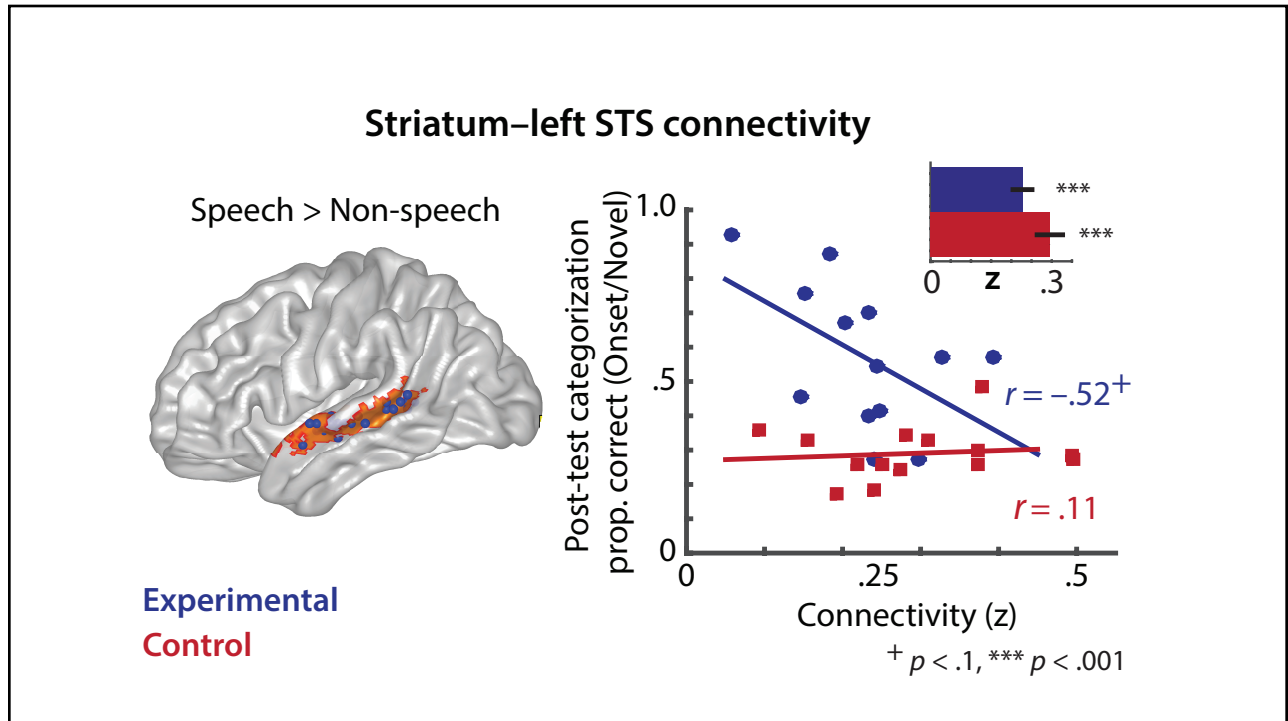 Striatum–left STS connectivity
Speech > Non-speech
***
***
0
z
.3
Post-test categorization
prop. correct (Onset/Novel)
1.0
.5
0
r = –.52+
r = .11
0
.25
.5
Connectivity (z)
Experimental
Control
+ p < .1, *** p < .001